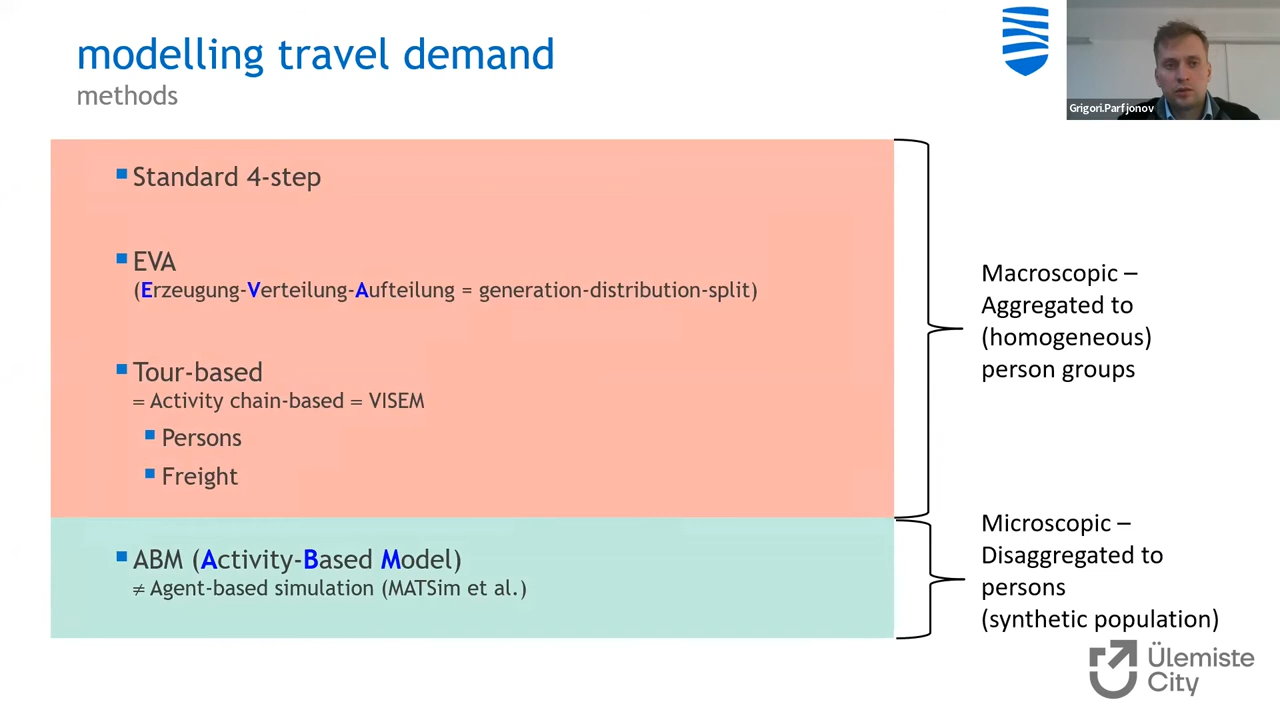 modelling travel demand
methods
Grigori.Parfjonov
Standard 4-step
EVA
(Erzeugung-Verteilung-Aufteilung = generation-distribution-split)
Tour-based
= Activity chain-based = VISEM
Persons
Freight
Macroscopic –
Aggregated to
(homogeneous)
person groups
ABM (Activity-Based Model)
≠ Agent-based simulation (MATSim et al.)
Microscopic –
Disaggregated to
persons
(synthetic population)
Ülemiste
City